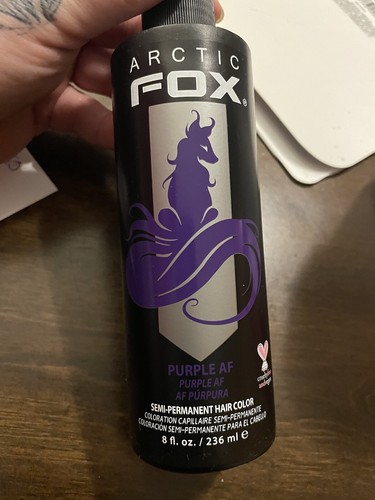 ARCTIC
FOX®
PURPLE AF
PURPLE AF
AF PÚRPURA
SEMI-PERMANENT HAIR COLOR
COLORATION CAPILLAIRE SEMI-PERMANENTE
COLORACIÓN SEMI-PERMANENTE PARA EL CABELLO
8 fl. oz. / 236 ml e